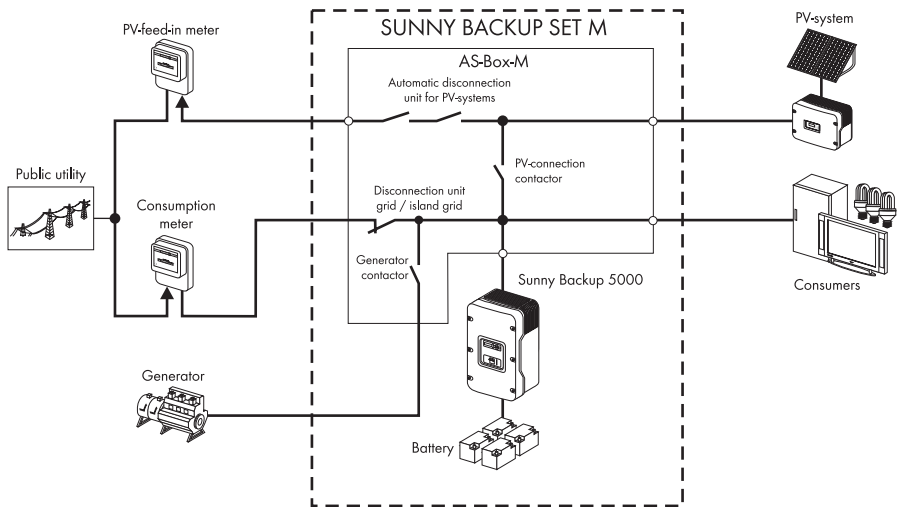 SUNNY BACKUP SET M
PV-feed-in meter
PV-system
AS-Box-M
Automatic disconnection
unit for PV-systems
PV-connection
contactor
Public utility
Consumption
meter
Disconnection unit
grid / island grid
Generator
contactor
Sunny Backup 5000
Consumers
Generator
Battery